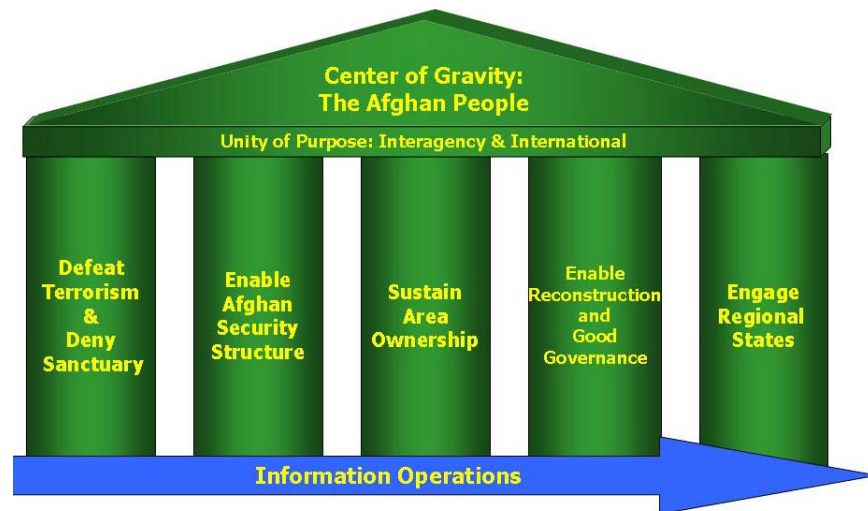 Center of Gravity:
The Afghan People
Unity of Purpose: Interagency & International
Defeat
Terrorism
&
Deny
Sanctuary
Enable
Afghan
Security
Structure
Sustain
Area
Ownership
Enable
Reconstruction
and
Good
Governance
Engage
Regional
States
Information Operations